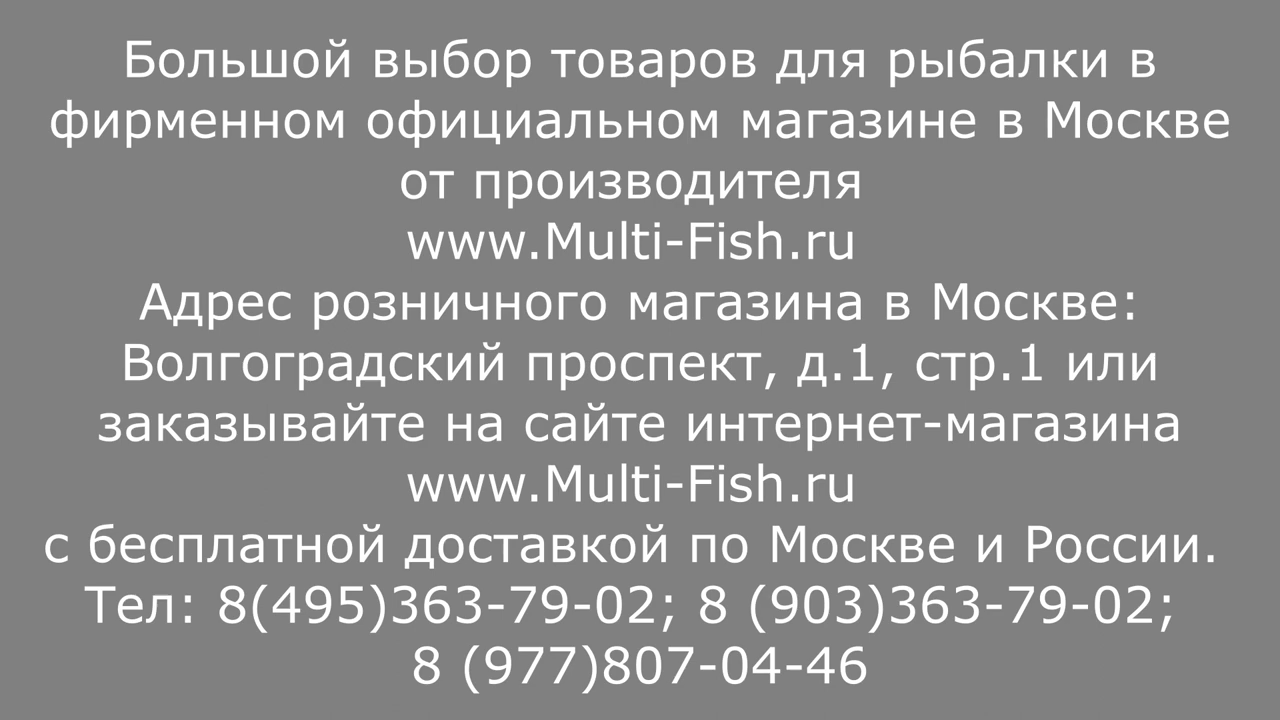 Большой выбор товаров для рыбалки в
фирменном официальном магазине в Москве
от производителя
www.Multi-Fish.ru
Адрес розничного магазина в Москве:
Волгоградский проспект, д.1, стр.1 или
заказывайте на сайте интернет-магазина
www.Multi-Fish.ru
с бесплатной доставкой по Москве и России.
Тел: 8(495)363-79-02; 8 (903)363-79-02;
8 (977)807-04-46